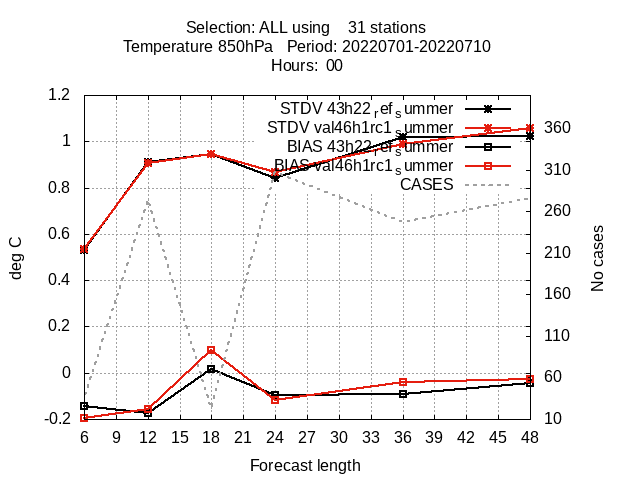 Selection: ALL using    31 stations
Temperature 850hPa   Period: 20220701-20220710
Hours:  00
STDV 43h22_ref_summer
STDV val46h1rc1_summer
BIAS 43h22_ref_summer
BIAS val46h1rc1_summer
CASES
1.2
1
0.8
0.6
0.4
0.2
0
-0.2
deg C
360
310
260
210
160
110
60
10
No cases
6 9 12 15 18 21 24 27 30 33 36 39 42 45 48
Forecast length